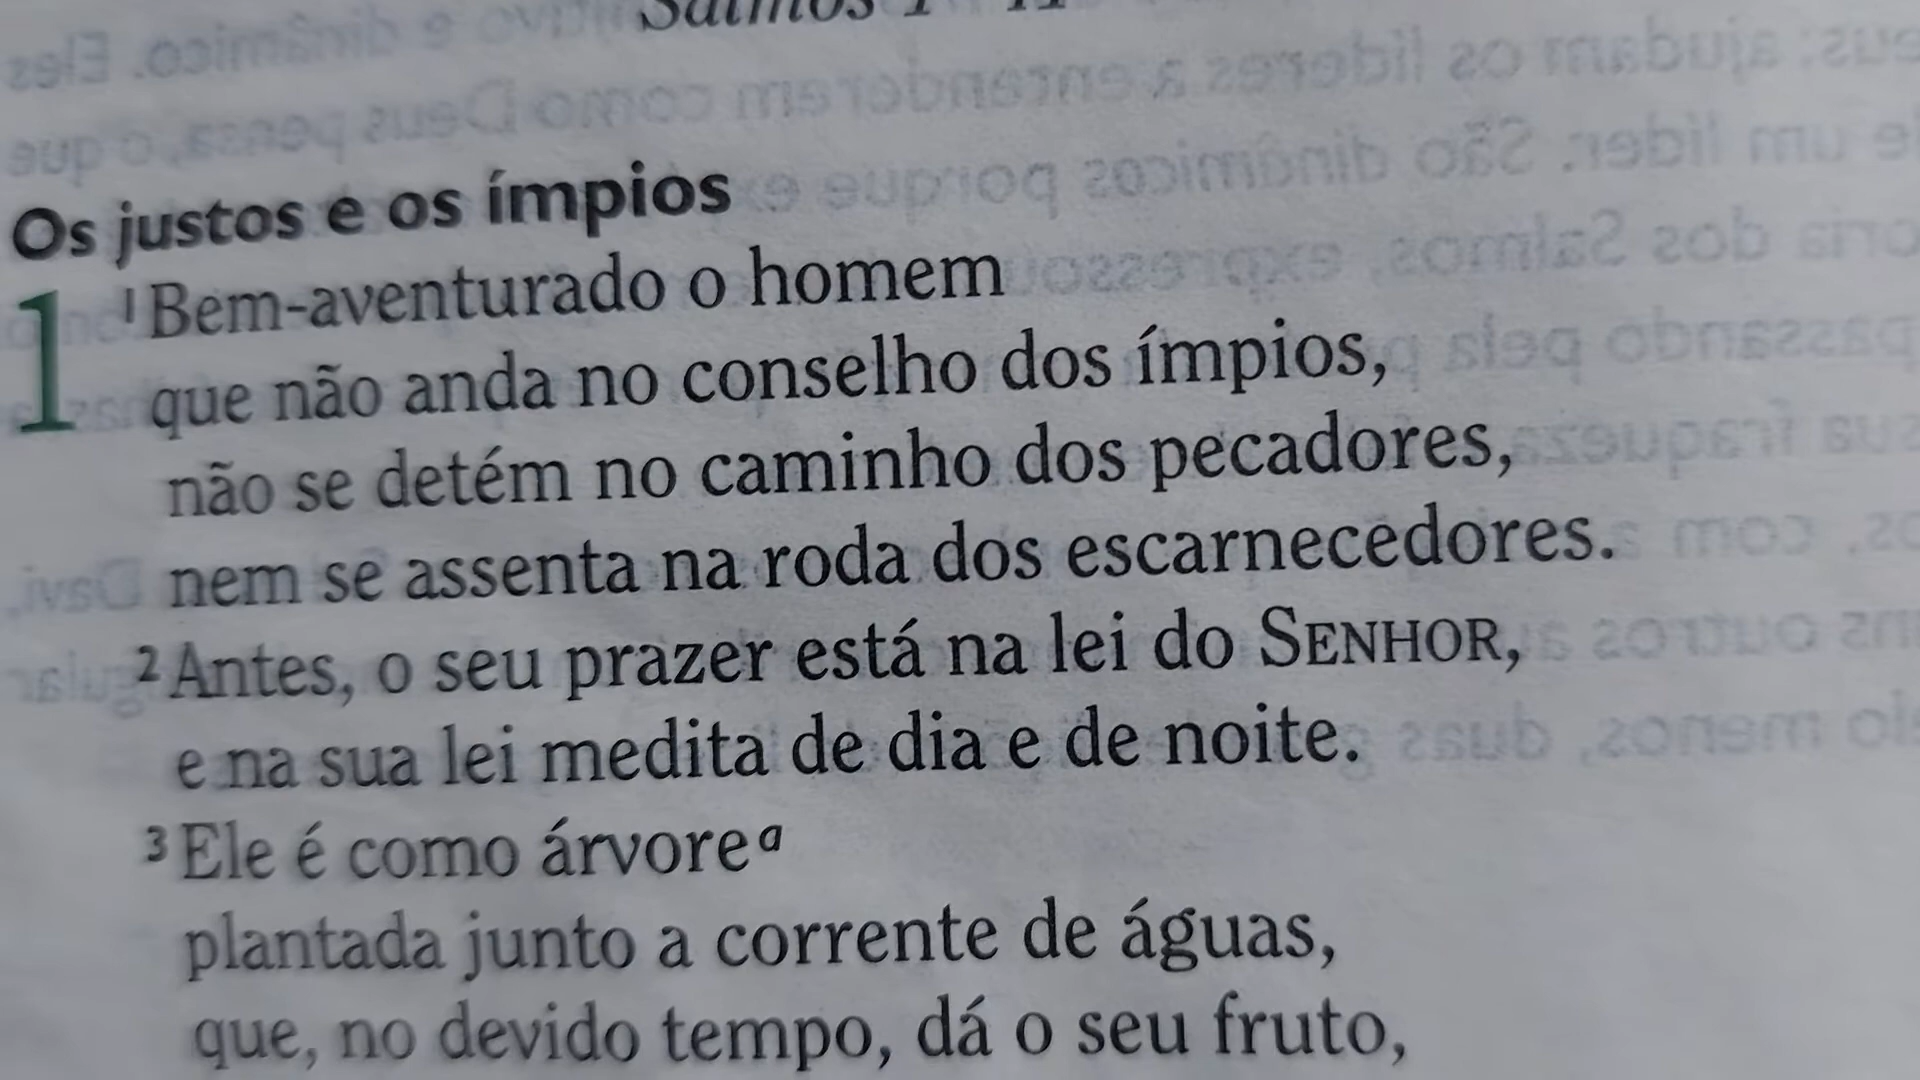 Salmos 1
Os justos e os ímpios
1 ¹Bem-aventurado o homem
que não anda no conselho dos ímpios,
não se detém no caminho dos pecadores,
nem se assenta na roda dos escarnecedores.
²Antes, o seu prazer está na lei do SENHOR,
e na sua lei medita de dia e de noite.
³Ele é como árvoreᵃ
plantada junto a corrente de águas,
que, no devido tempo, dá o seu fruto,